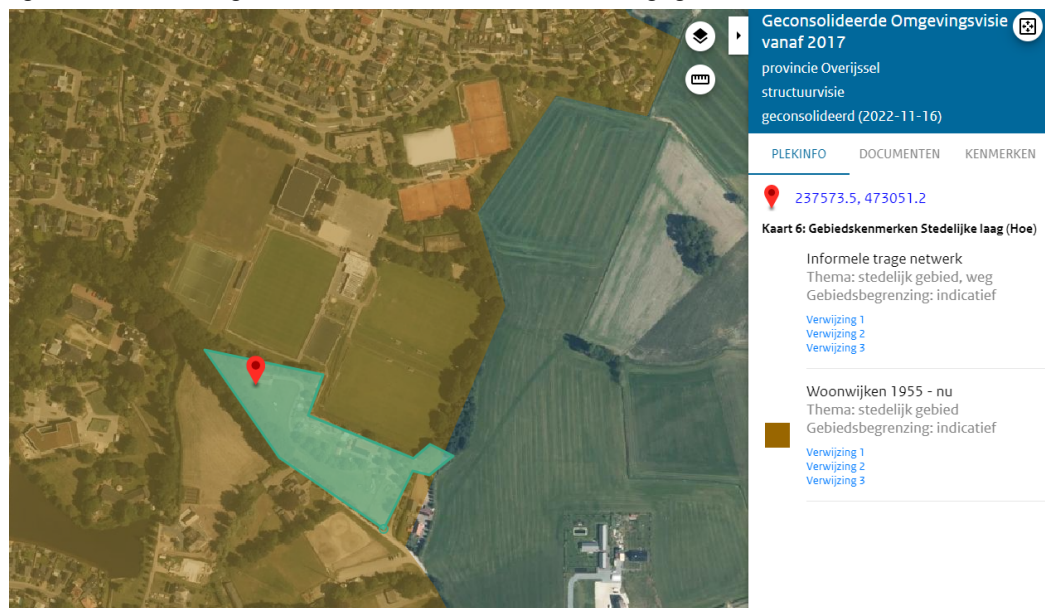 Geconsolideerde Omgevingsvisie
vanaf 2017
provincie Overijssel
structuurvisie
geconsolideerd (2022-11-16)
PLEKINFO DOCUMENTEN KENMERKEN
237573.5, 473051.2
Kaart 6: Gebiedskenmerken Stedelijke laag (Hoe)
Informele trage netwerk
Thema: stedelijk gebied, weg
Gebiedsbegrenzing: indicatief
Verwijzing 1
Verwijzing 2
Verwijzing 3
Woonwijken 1955 - nu
Thema: stedelijk gebied
Gebiedsbegrenzing: indicatief
Verwijzing 1
Verwijzing 2
Verwijzing 3